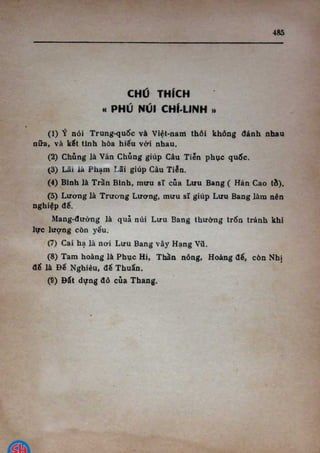 485
CHÚ THÍCH
« PHÚ NÚI CHÍ-LINH »
(1) Ý nói Trung-quốc và Việt-nam thôi không đánh nhau
nữa, và kết tình hòa hiếu với nhau.
(2) Chủng là Văn Chủng giúp Câu Tiễn phục quốc.
(3) Lãi là Phạm Lãi giúp Câu Tiễn.
(4) Bình là Trần Bình, mưu sĩ của Lưu Bang ( Hán Cao tổ).
(5) Lương là Trương Lương, mưu sĩ giúp Lưu Bang làm nên
nghiệp đế.
Mang-đường là quả núi Lưu Bang thường trốn tránh khi
lực lượng còn yếu.
(7) Cai hạ là nơi Lưu Bang vây Hạng Vũ.
(8) Tam hoàng là Phục Hi, Thần nông, Hoàng đế, còn Nhị
đế là Đế Nghiêu, đế Thuấn.
(9) Đất dựng đô của Thang.